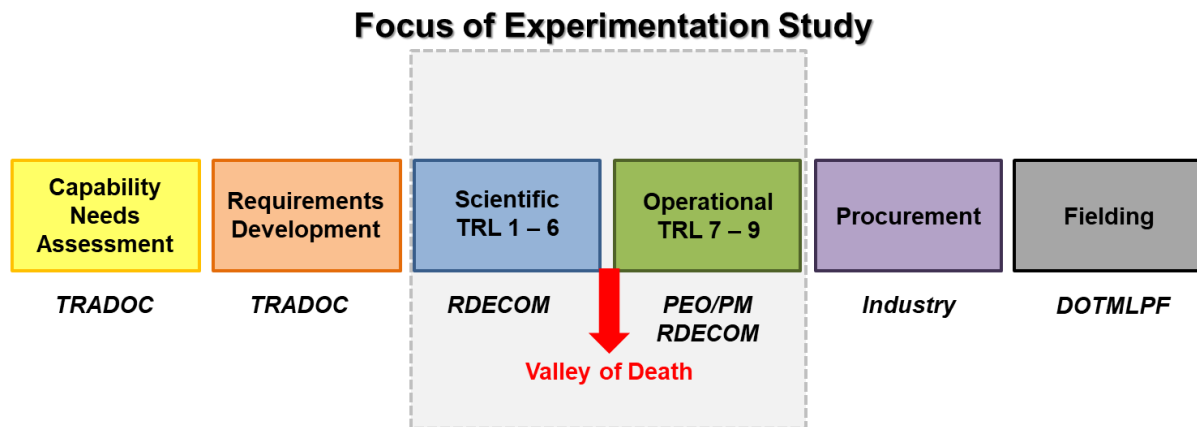 Focus of Experimentation Study
Capability
Needs
Assessment
Requirements
Development
Scientific
TRL 1 – 6
Operational
TRL 7 – 9
Procurement
Fielding
TRADOC
TRADOC
RDECOM
PEO/PM
RDECOM
Industry
DOTMLPF
Valley of Death